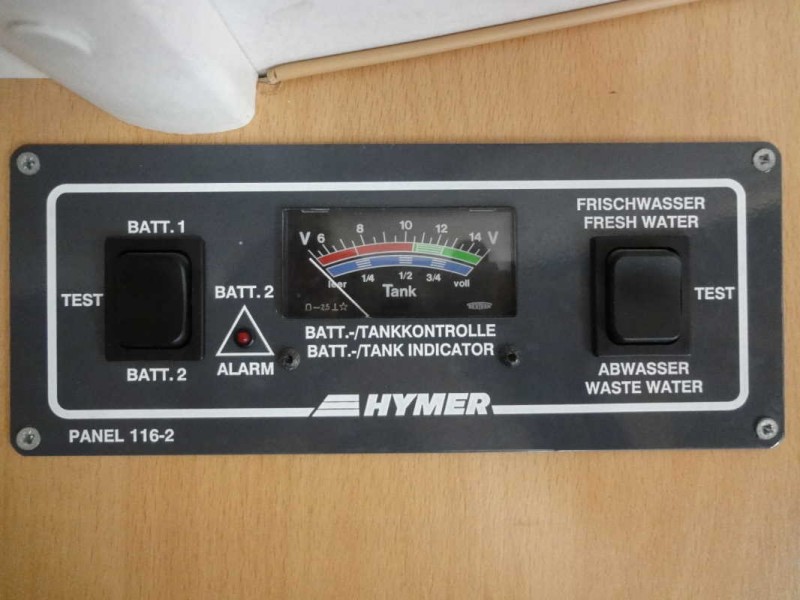 BATT. 1
TEST
BATT. 2
BATT. 2
ALARM
V 6 8 10 12 14 V
leer 1/4 1/2 3/4 voll
Tank
2.5
BATT.-/TANKKONTROLLE
BATT.-/TANK INDICATOR
FRISCHWASSER
FRESH WATER
TEST
ABWASSER
WASTE WATER
HYMER
PANEL 116-2